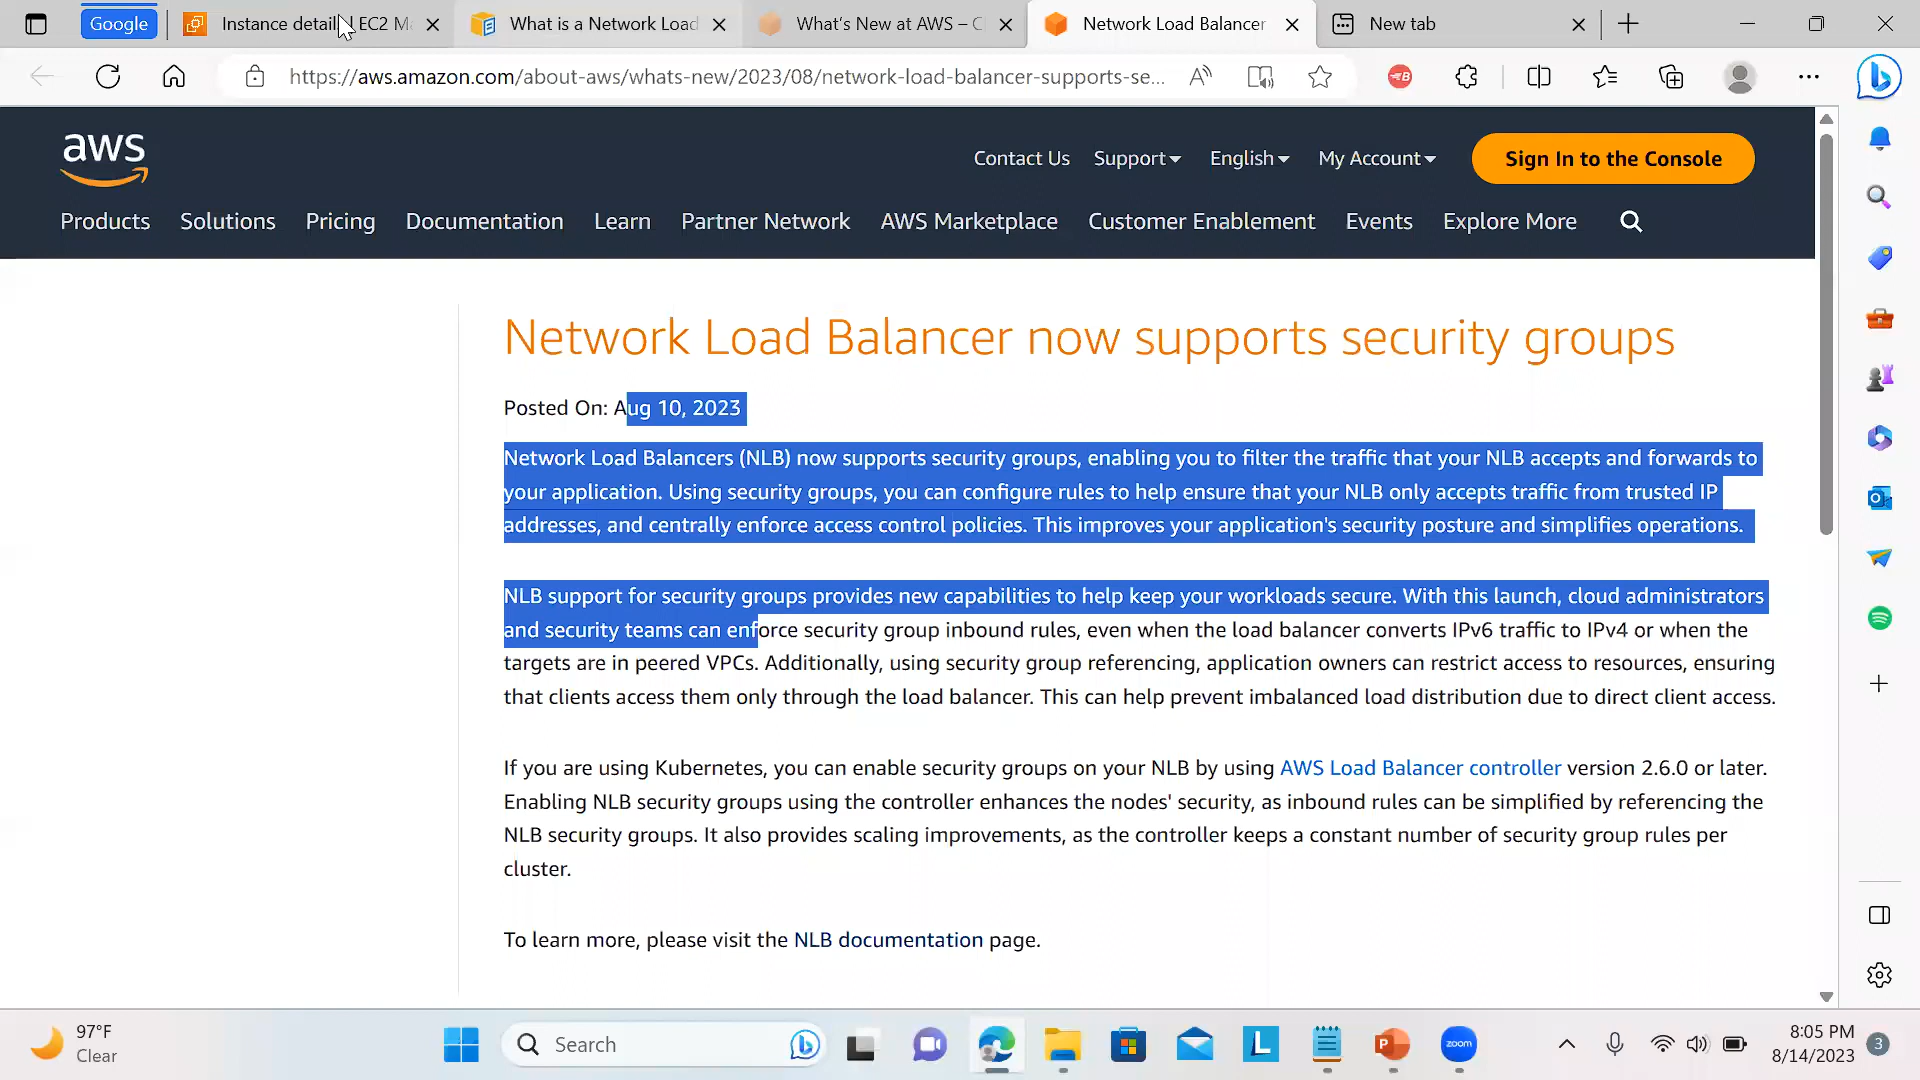 Google
Instance detail EC2 Ma
What is a Network Load
What's New at AWS – C
Network Load Balancer
New tab
https://aws.amazon.com/about-aws/whats-new/2023/08/network-load-balancer-supports-se...
aws
Contact Us Support English My Account Sign In to the Console
Products Solutions Pricing Documentation Learn Partner Network AWS Marketplace Customer Enablement Events Explore More
Network Load Balancer now supports security groups
Posted On: Aug 10, 2023
Network Load Balancers (NLB) now supports security groups, enabling you to filter the traffic that your NLB accepts and forwards to
your application. Using security groups, you can configure rules to help ensure that your NLB only accepts traffic from trusted IP
addresses, and centrally enforce access control policies. This improves your application's security posture and simplifies operations.
NLB support for security groups provides new capabilities to help keep your workloads secure. With this launch, cloud administrators
and security teams can enforce security group inbound rules, even when the load balancer converts IPv6 traffic to IPv4 or when the
targets are in peered VPCs. Additionally, using security group referencing, application owners can restrict access to resources, ensuring
that clients access them only through the load balancer. This can help prevent imbalanced load distribution due to direct client access.
If you are using Kubernetes, you can enable security groups on your NLB by using AWS Load Balancer controller version 2.6.0 or later.
Enabling NLB security groups using the controller enhances the nodes' security, as inbound rules can be simplified by referencing the
NLB security groups. It also provides scaling improvements, as the controller keeps a constant number of security group rules per
cluster.
To learn more, please visit the NLB documentation page.
97°F
Clear
Search
zoom
8:05 PM
8/14/2023
3